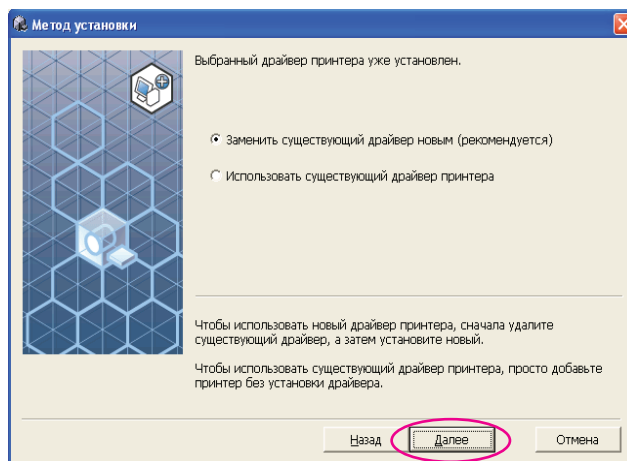 Метод установки
Выбранный драйвер принтера уже установлен.
Заменить существующий драйвер новым (рекомендуется)
Использовать существующий драйвер принтера
Чтобы использовать новый драйвер принтера, сначала удалите
существующий драйвер, а затем установите новый.
Чтобы использовать существующий драйвер принтера, просто добавьте
принтер без установки драйвера.
Назад
Далее
Отмена